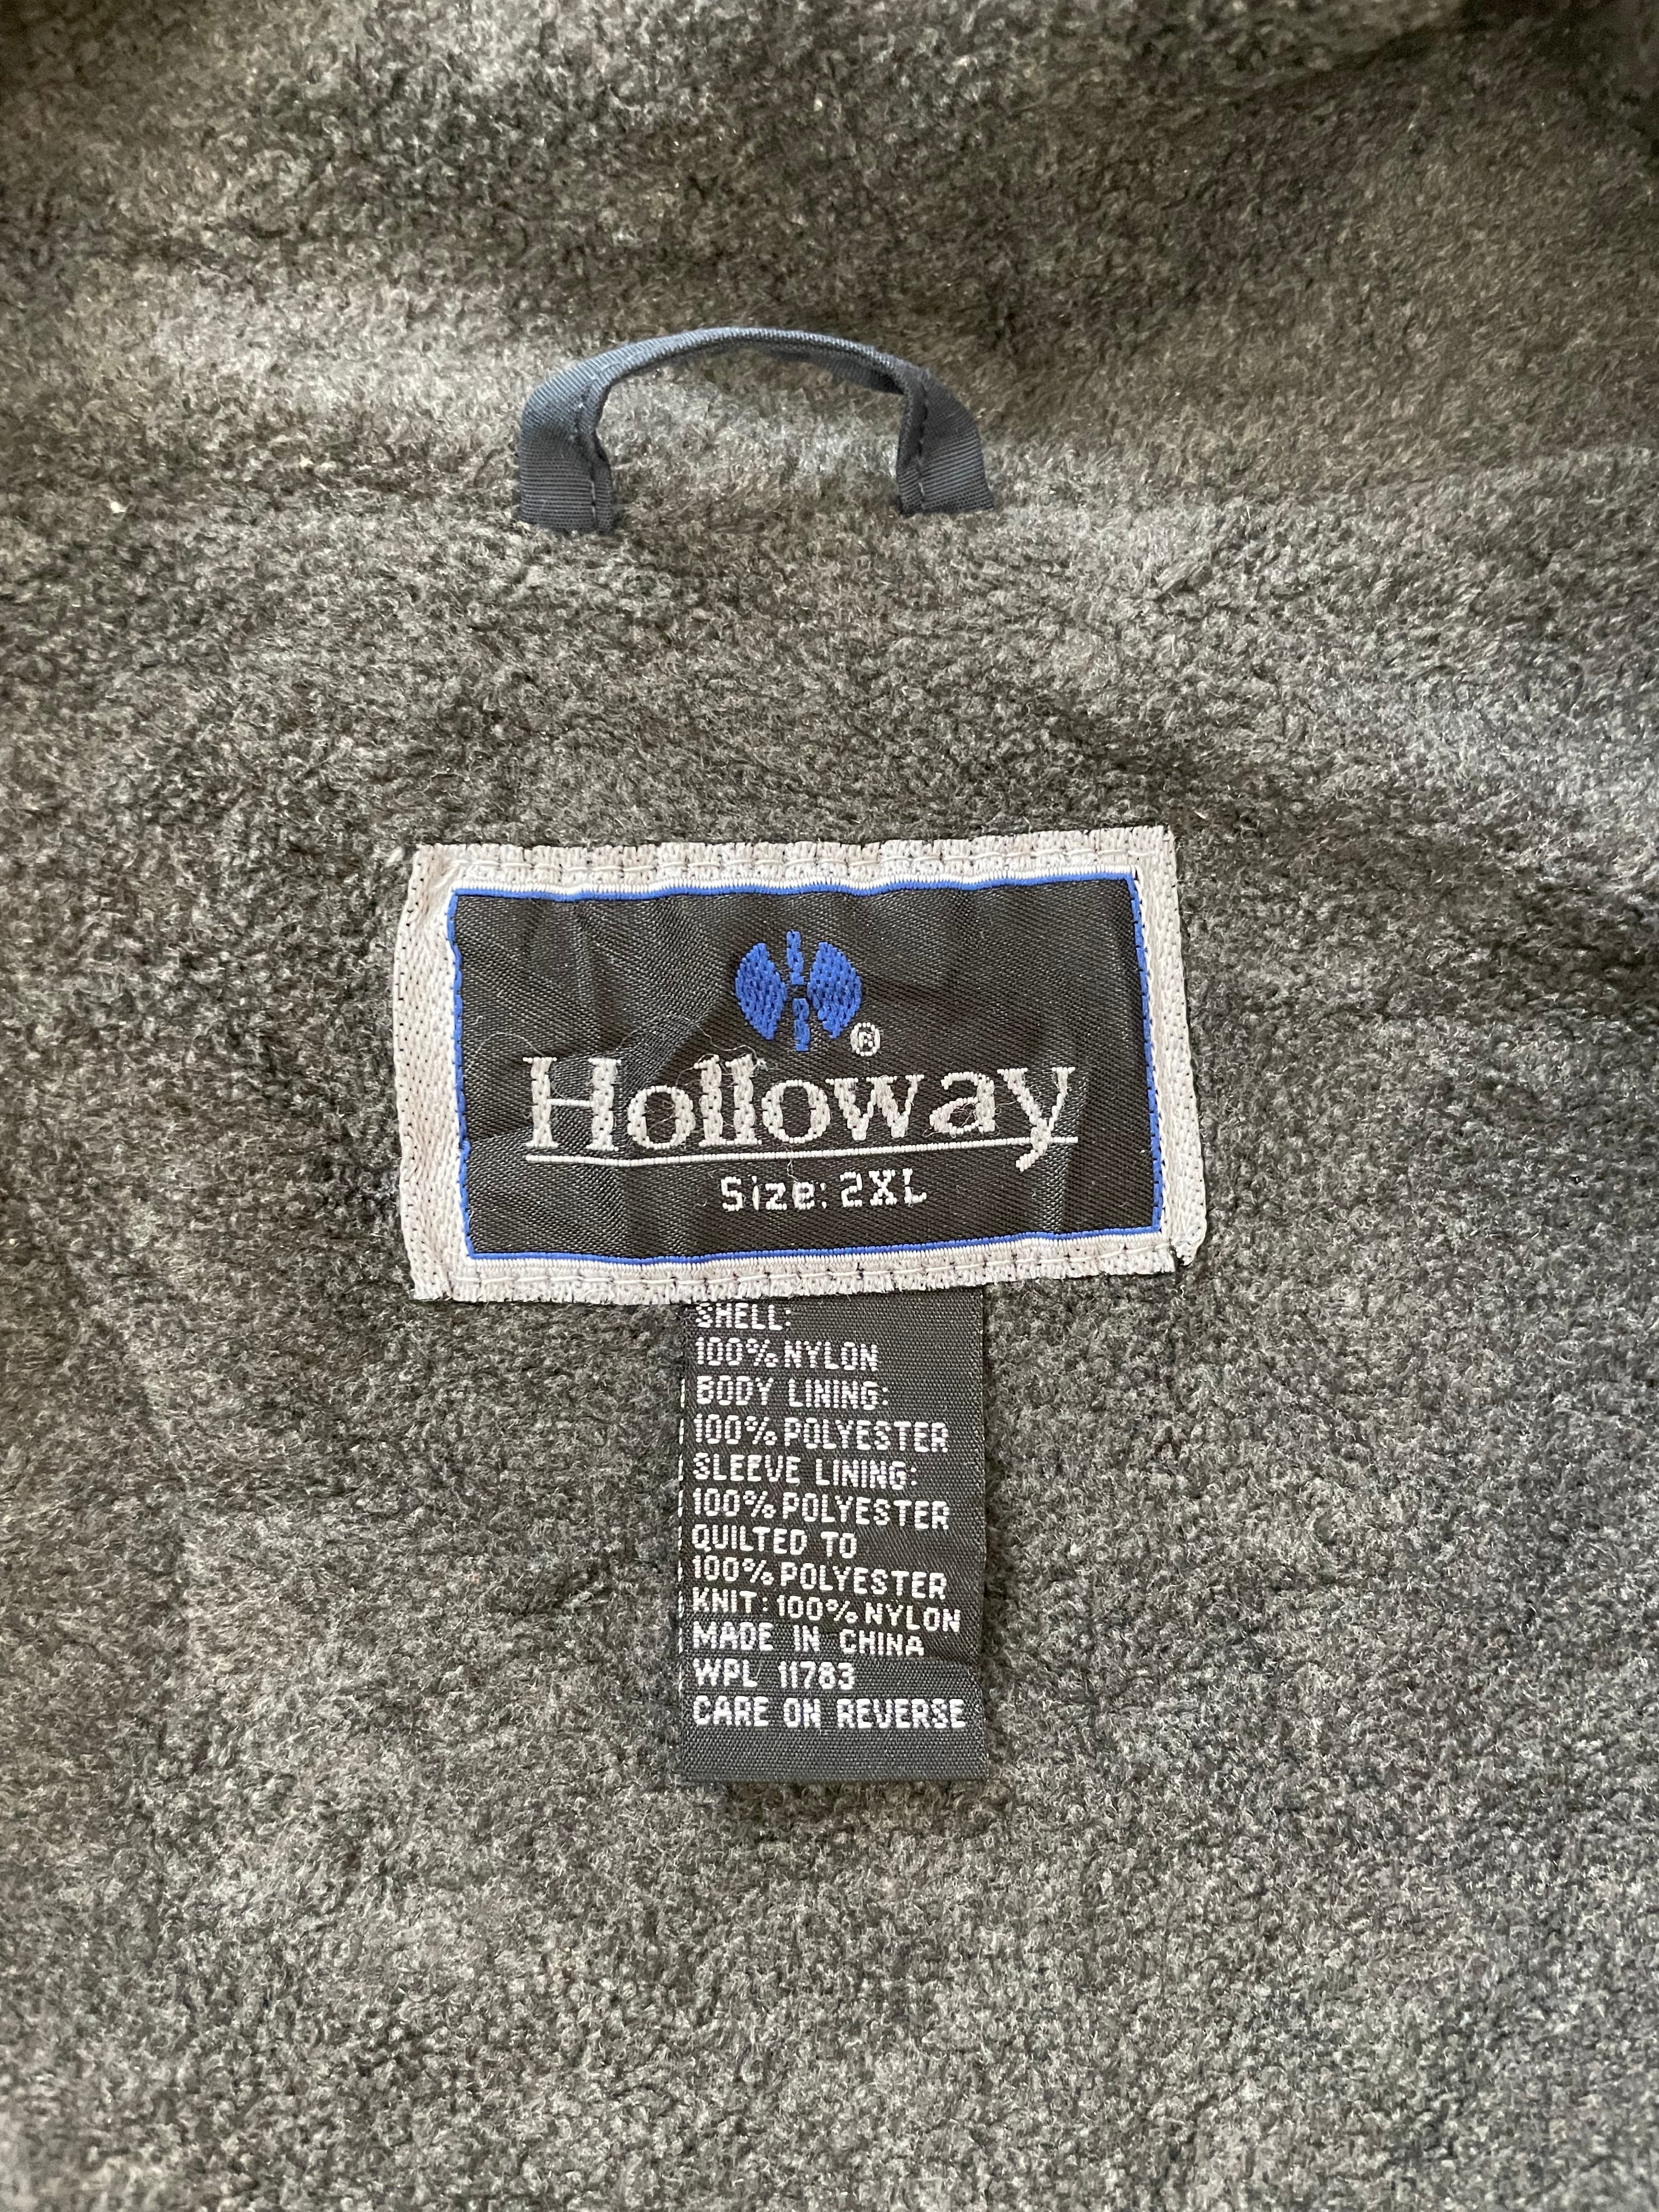 ®
Holloway
Size: 2XL
SHELL:
100% NYLON
BODY LINING:
100% POLYESTER
SLEEVE LINING:
100% POLYESTER
QUILTED TO
100% POLYESTER
KNIT: 100% NYLON
MADE IN CHINA
WPL 11783
CARE ON REVERSE